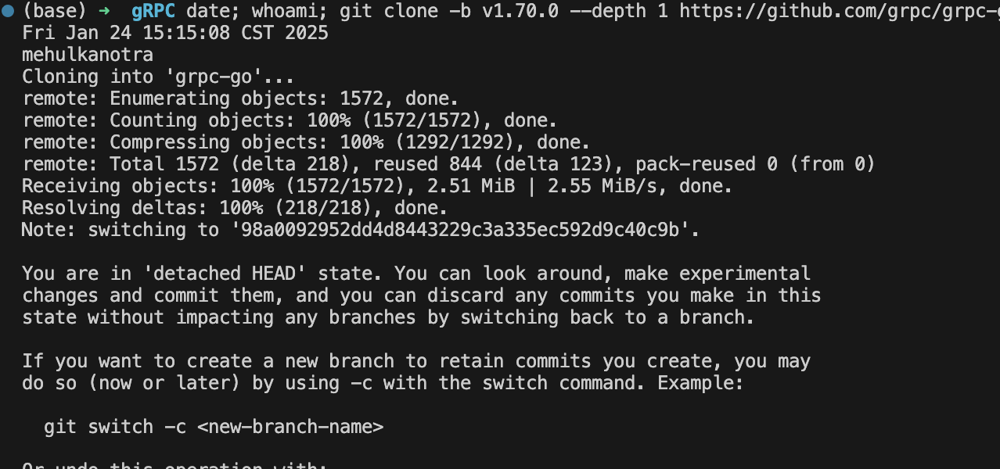 (base) ➜  gRPC date; whoami; git clone -b v1.70.0 --depth 1 https://github.com/grpc/grpc-g
Fri Jan 24 15:15:08 CST 2025
mehulkanotra
Cloning into 'grpc-go'...
remote: Enumerating objects: 1572, done.
remote: Counting objects: 100% (1572/1572), done.
remote: Compressing objects: 100% (1292/1292), done.
remote: Total 1572 (delta 218), reused 844 (delta 123), pack-reused 0 (from 0)
Receiving objects: 100% (1572/1572), 2.51 MiB | 2.55 MiB/s, done.
Resolving deltas: 100% (218/218), done.
Note: switching to '98a0092952dd4d8443229c3a335ec592d9c40c9b'.

You are in 'detached HEAD' state. You can look around, make experimental
changes and commit them, and you can discard any commits you make in this
state without impacting any branches by switching back to a branch.

If you want to create a new branch to retain commits you create, you may
do so (now or later) by using -c with the switch command. Example:

  git switch -c <new-branch-name>

Or undo this operation with: